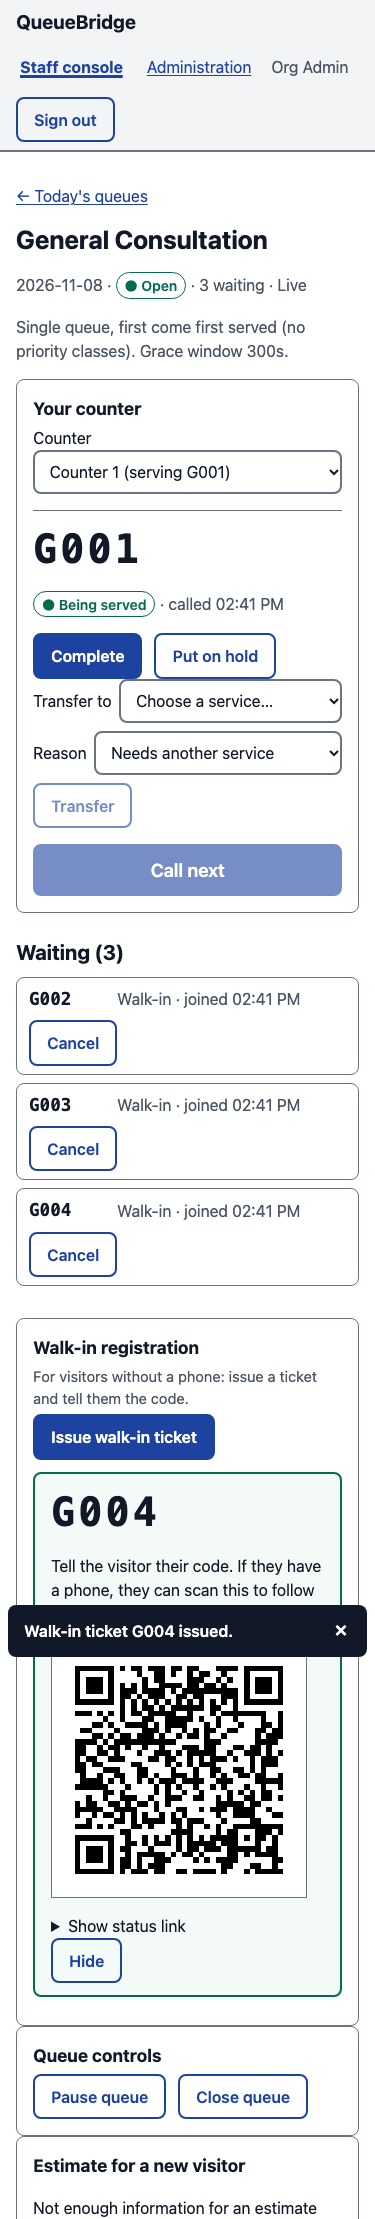 QueueBridge
Staff console Administration Org Admin
Sign out
← Today's queues
General Consultation
2026-11-08 · Open · 3 waiting · Live
Single queue, first come first served (no
priority classes). Grace window 300s.
Your counter
Counter
Counter 1 (serving G001)
G001
Being served · called 02:41 PM
Complete Put on hold
Transfer to Choose a service...
Reason Needs another service
Transfer
Call next
Waiting (3)
G002 Walk-in · joined 02:41 PM
Cancel
G003 Walk-in · joined 02:41 PM
Cancel
G004 Walk-in · joined 02:41 PM
Cancel
Walk-in registration
For visitors without a phone: issue a ticket
and tell them the code.
Issue walk-in ticket
G004
Tell the visitor their code. If they have
a phone, they can scan this to follow
Walk-in ticket G004 issued. ×
Show status link
Hide
Queue controls
Pause queue Close queue
Estimate for a new visitor
Not enough information for an estimate